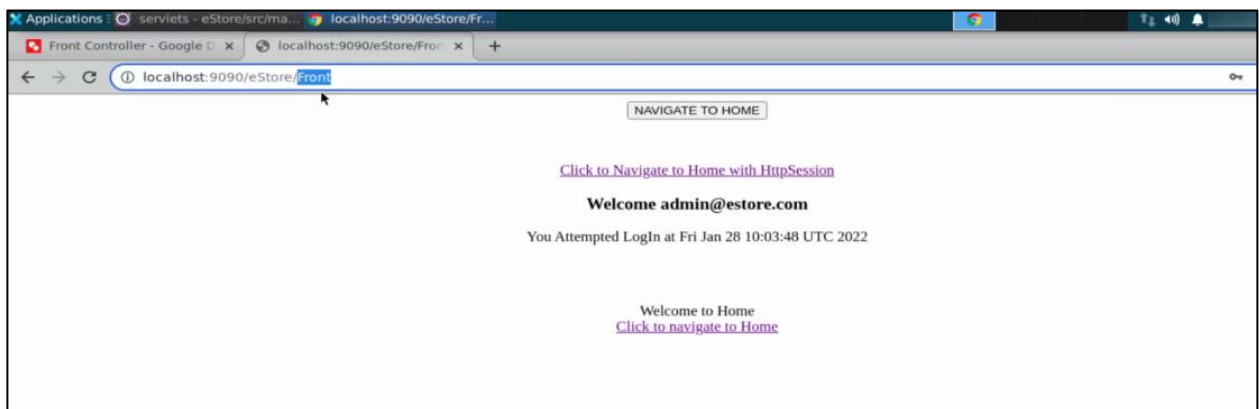 Applications : servlets - eStore/src/ma... localhost:9090/eStore/Fr...
Front Controller - Google D x localhost:9090/eStore/Fron x +
localhost:9090/eStore/Front
NAVIGATE TO HOME
Click to Navigate to Home with HttpSession
Welcome admin@estore.com
You Attempted LogIn at Fri Jan 28 10:03:48 UTC 2022
Welcome to Home
Click to navigate to Home